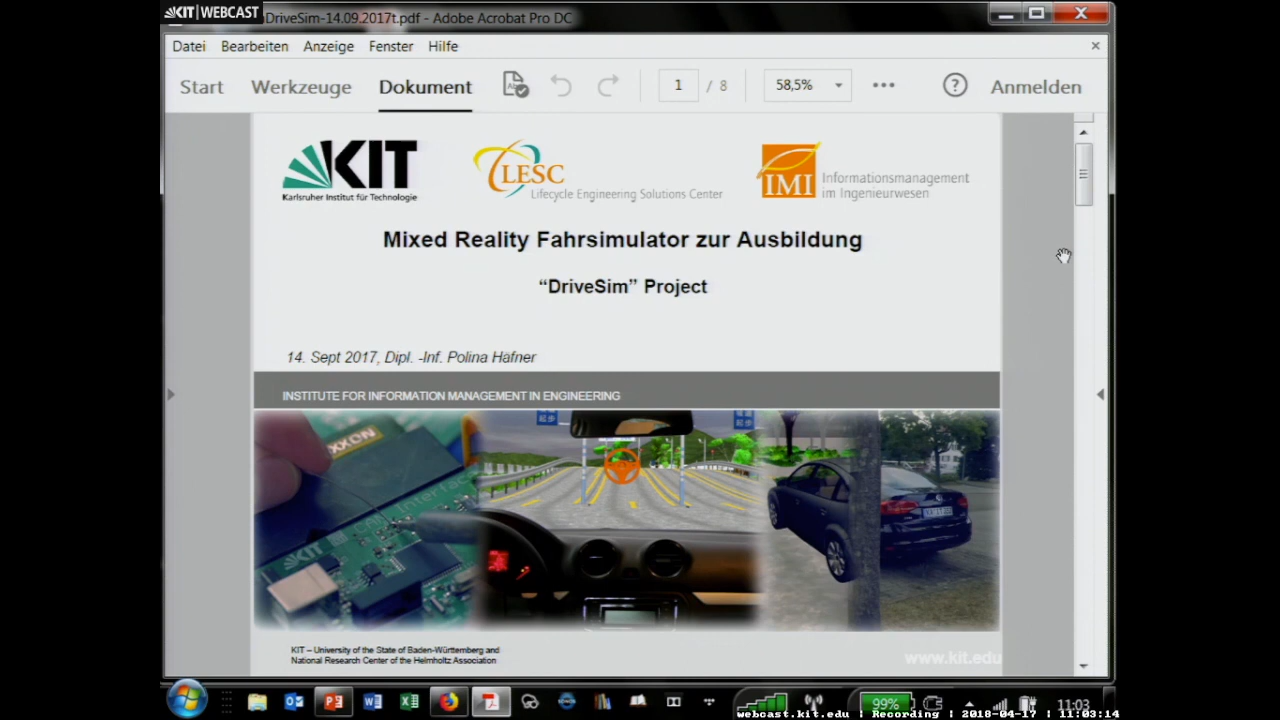 KIT | WEBCAST
DriveSim-14.09.2017t.pdf - Adobe Acrobat Pro DC
Datei Bearbeiten Anzeige Fenster Hilfe
Start Werkzeuge Dokument 1 / 8 58,5% Anmelden
KIT
Karlsruher Institut für Technologie
LESC
Lifecycle Engineering Solutions Center
IMI
Informationsmanagement
im Ingenieurwesen
Mixed Reality Fahrsimulator zur Ausbildung
“DriveSim” Project
14. Sept 2017, Dipl. -Inf. Polina Häfner
INSTITUTE FOR INFORMATION MANAGEMENT IN ENGINEERING
CAN Interface
KIT
KIT – University of the State of Baden-Württemberg and
National Research Center of the Helmholtz Association
www.kit.edu
99%
11:03
webcast.kit.edu | Recording | 2018-04-17 | 11:03:14